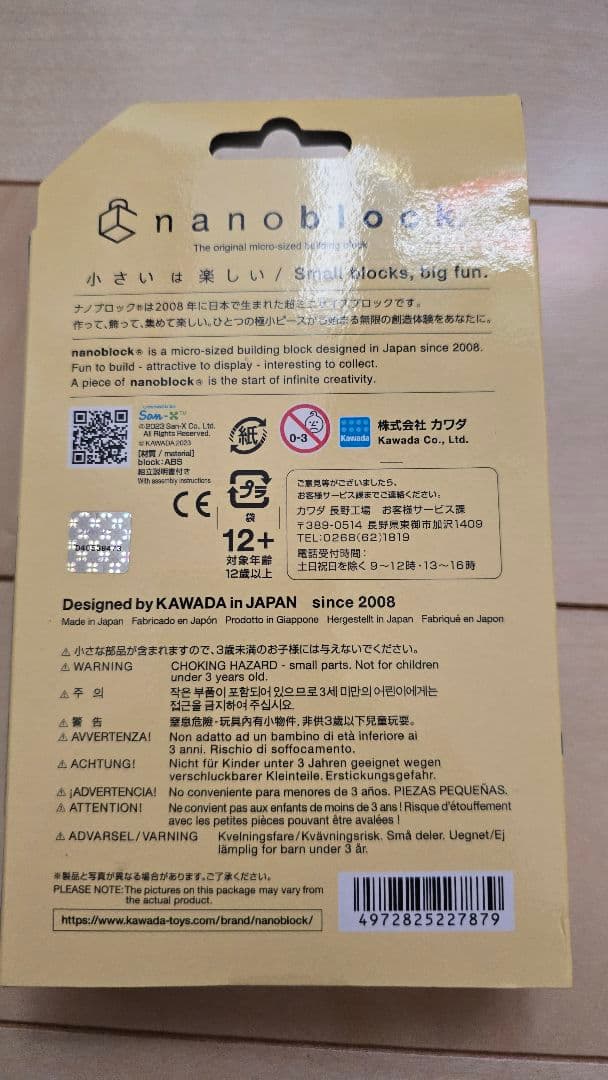 nanoblock
The original micro-sized building block
小さいは楽しい / Small blocks, big fun.
ナノブロック®は2008年に日本で生まれた超ミニサイズブロックです。
作って、飾って、集めて楽しい。ひとつの極小ピースから始まる無限の創造体験をあなたに。
nanoblock® is a micro-sized building block designed in Japan since 2008.
Fun to build - attractive to display - interesting to collect.
A piece of nanoblock® is the start of infinite creativity.
San-X™
©2023 San-X Co., Ltd.
All Rights Reserved.
© KAWADA 2023
[材質 / material]
block:ABS
組立説明書付き
With assembly instructions
紙
0-3
Kawada
株式会社 カワダ
Kawada Co., Ltd.
CE
プラ
袋
12+
対象年齢
12歳以上
ご意見等がございましたら、
お客様サービス課までご連絡ください:
カワダ 長野工場 お客様サービス課
〒389-0514 長野県東御市加沢1409
TEL:0268(62)1819
電話受付時間:
土日祝日を除く 9〜12時・13〜16時
Designed by KAWADA in JAPAN since 2008
Made in Japan Fabricado en Japón Prodotto in Giappone Hergestellt in Japan Fabriqué en Japon
⚠小さな部品が含まれますので、3歳未満のお子様には与えないでください。
⚠WARNING CHOKING HAZARD - small parts. Not for children
under 3 years old.
⚠주 의 작은 부품이 포함되어 있으므로 3세 미만의 어린이에게는
접근을 금지하여 주십시요.
⚠警 告 窒息危險-玩具內有小物件，非供3歲以下兒童玩耍。
⚠AVVERTENZA! Non adatto ad un bambino di età inferiore ai
3 anni. Rischio di soffocamento.
⚠ACHTUNG! Nicht für Kinder unter 3 Jahren geeignet wegen
verschluckbarer Kleinteile. Erstickungsgefahr.
⚠¡ADVERTENCIA! No conveniente para menores de 3 años. PIEZAS PEQUEÑAS.
⚠ATTENTION! Ne convient pas aux enfants de moins de 3 ans ! Risque d'étouffement
avec les petites pièces pouvant être avalées !
⚠ADVARSEL/VARNING Kvelningsfare/Kvävningsrisk. Små deler. Uegnet/Ej
lämplig for barn under 3 år.
※製品と写真が異なる場合があります。ご了承ください。
PLEASE NOTE:The pictures on this package may vary from
the actual product.
https://www.kawada-toys.com/brand/nanoblock/
4972825227879